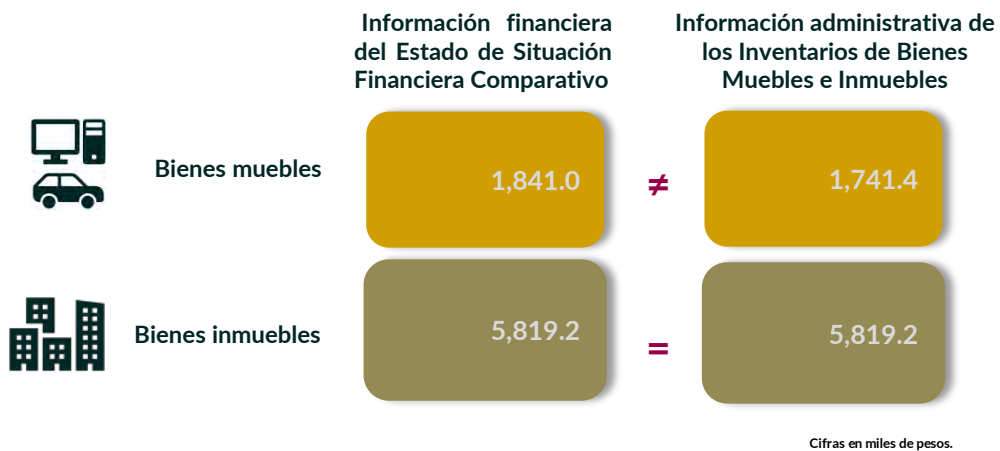 Información financiera
del Estado de Situación
Financiera Comparativo
Información administrativa de
los Inventarios de Bienes
Muebles e Inmuebles
Bienes muebles
1,841.0
≠
1,741.4
Bienes inmuebles
5,819.2
=
5,819.2
Cifras en miles de pesos.